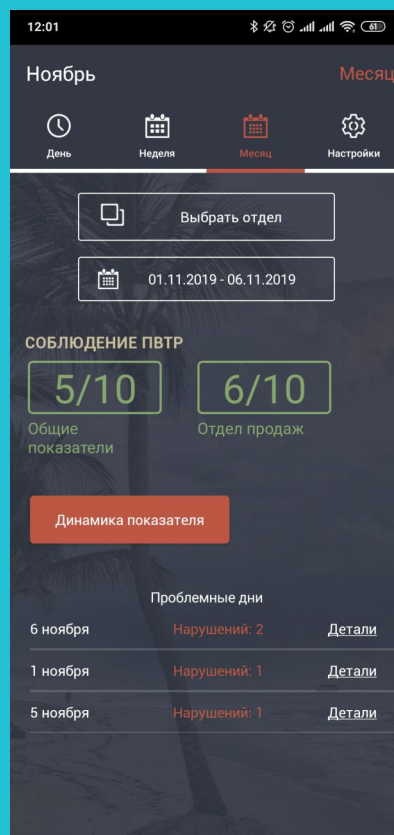 12:01
61
Ноябрь
Месяц
День
Неделя
Месяц
Настройки
Выбрать отдел
01.11.2019 - 06.11.2019
СОБЛЮДЕНИЕ ПВТР
5/10
6/10
Общие
показатели
Отдел продаж
Динамика показателя
Проблемные дни
6 ноября Нарушений: 2 Детали
1 ноября Нарушений: 1 Детали
5 ноября Нарушений: 1 Детали